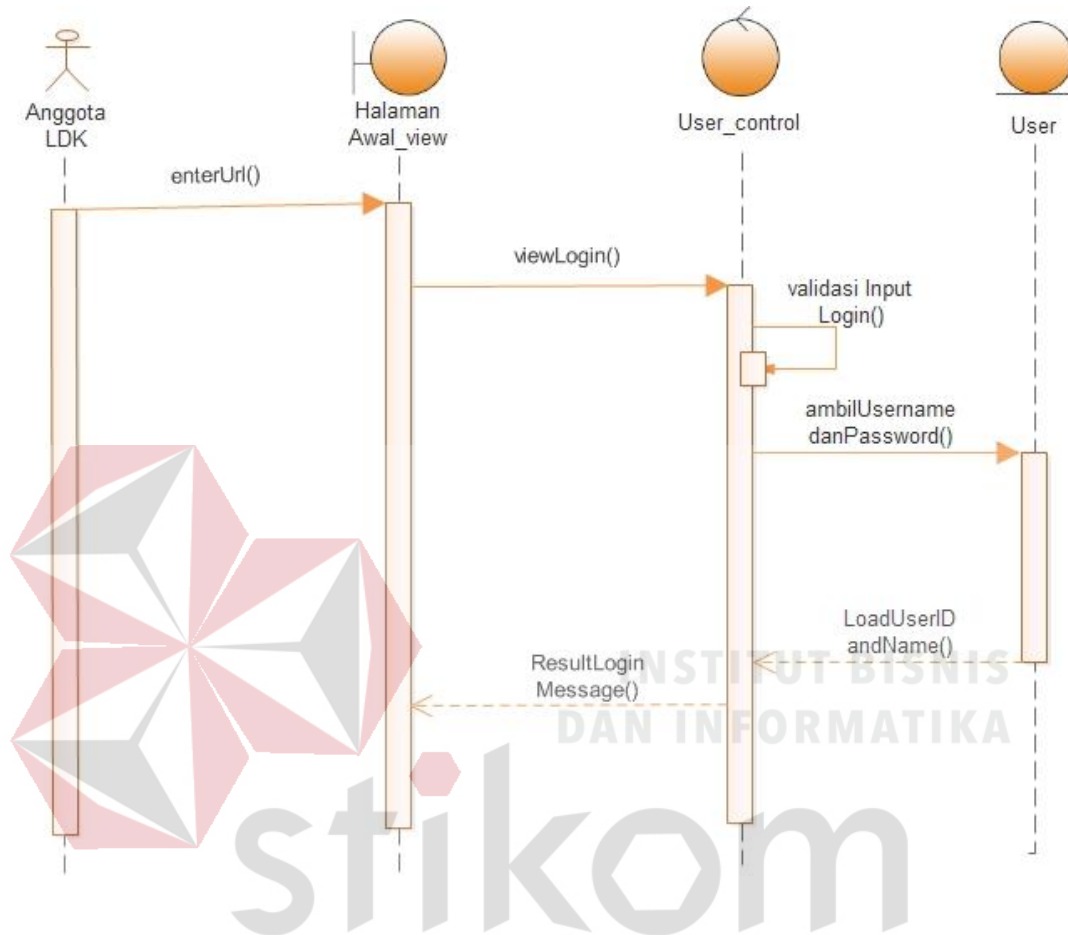 Anggota
LDK
Halaman
Awal_view
User_control
User
enterUrl()
viewLogin()
validasi Input
Login()
ambilUsername
danPassword()
LoadUserID
andName()
ResultLogin
Message()
INSTITUT BISNIS
DAN INFORMATIKA
stikom